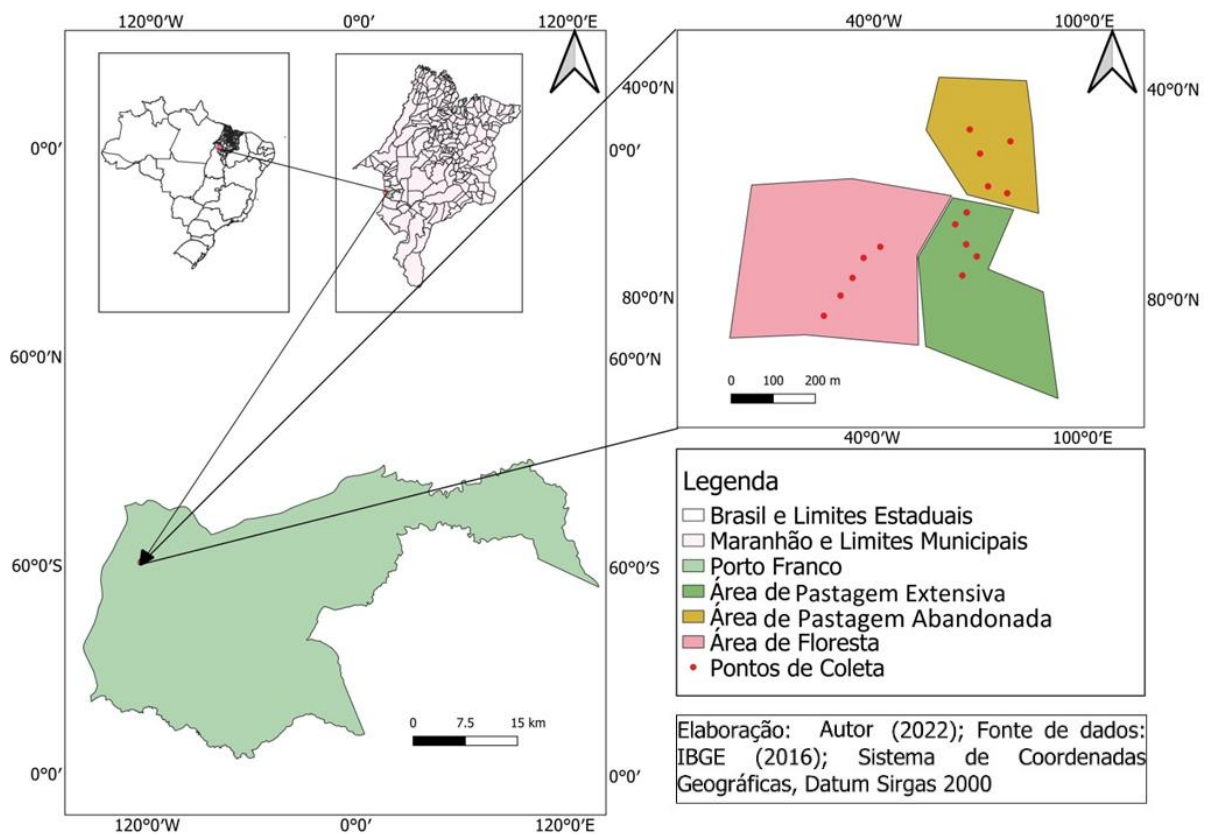 120°0′W 0°0′ 120°0′E
40°0′W 100°0′E
40°0′N 40°0′N
0°0′ 0°0′
80°0′N 80°0′N
0 100 200 m
60°0′N 60°0′N
40°0′W 100°0′E
Legenda
Brasil e Limites Estaduais
Maranhão e Limites Municipais
Porto Franco
Área de Pastagem Extensiva
Área de Pastagem Abandonada
Área de Floresta
Pontos de Coleta
60°0′S 60°0′S
0 7.5 15 km
Elaboração: Autor (2022); Fonte de dados:
IBGE (2016); Sistema de Coordenadas
Geográficas, Datum Sirgas 2000
0°0′ 0°0′
120°0′W 0°0′ 120°0′E